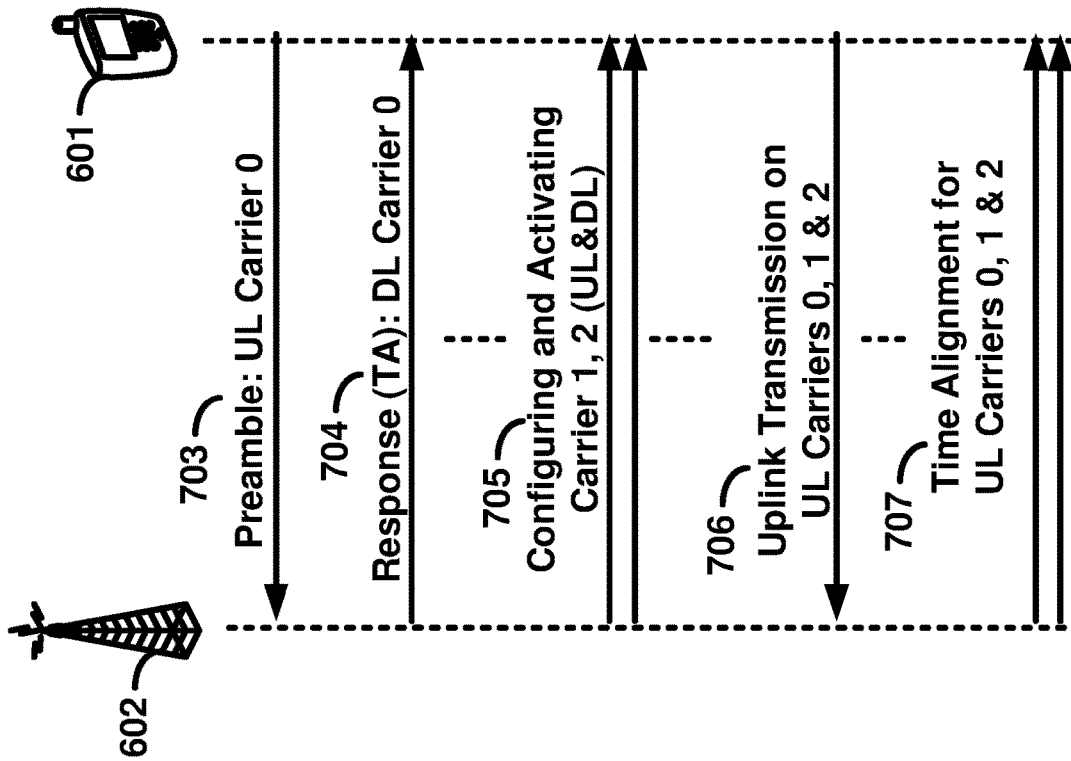 602
601
703
Preamble: UL Carrier 0
704
Response (TA): DL Carrier 0
705
Configuring and Activating
Carrier 1, 2 (UL&DL)
706
Uplink Transmission on
UL Carriers 0, 1 & 2
707
Time Alignment for
UL Carriers 0, 1 & 2